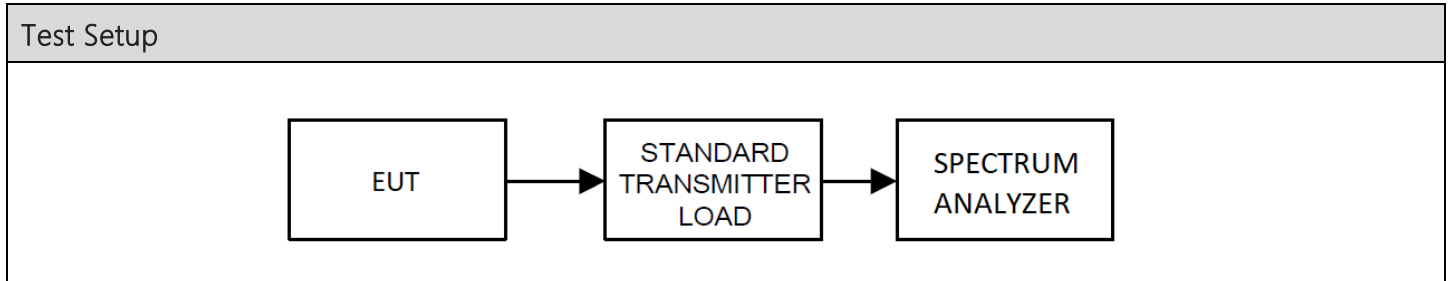 Test Setup
EUT
STANDARD
TRANSMITTER
LOAD
SPECTRUM
ANALYZER